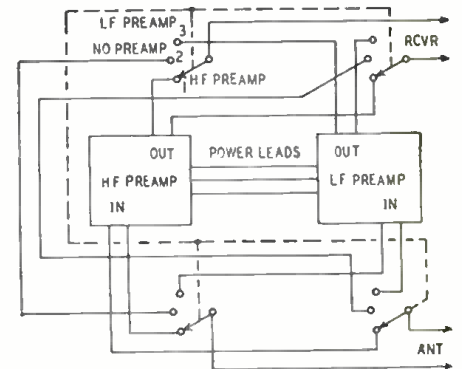 LF PREAMP
3
NO PREAMP
2
RCVR
HF PREAMP
OUT
POWER LEADS
OUT
HF PREAMP
LF PREAMP
IN
IN
ANT